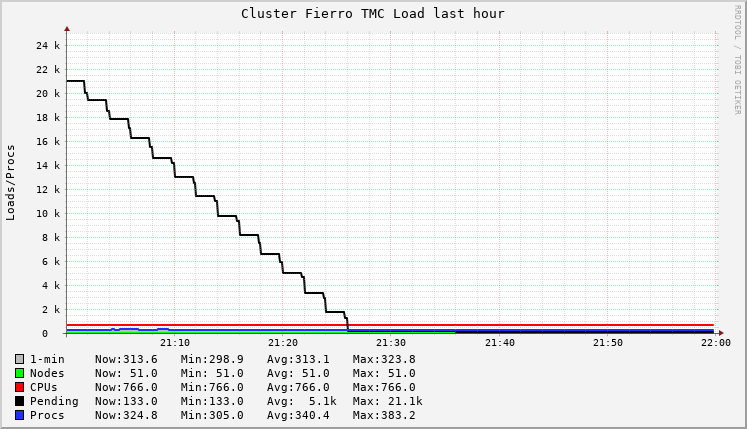 Cluster Fierro TMC Load last hour
RRDTOOL / TOBI OETIKER
Loads/Procs
24 k
22 k
20 k
18 k
16 k
14 k
12 k
10 k
8 k
6 k
4 k
2 k
0
21:10 21:20 21:30 21:40 21:50 22:00
1-min Now:313.6 Min:298.9 Avg:313.1 Max:323.8
Nodes Now: 51.0 Min: 51.0 Avg: 51.0 Max: 51.0
CPUs Now:766.0 Min:766.0 Avg:766.0 Max:766.0
Pending Now:133.0 Min:133.0 Avg: 5.1k Max: 21.1k
Procs Now:324.8 Min:305.0 Avg:340.4 Max:383.2